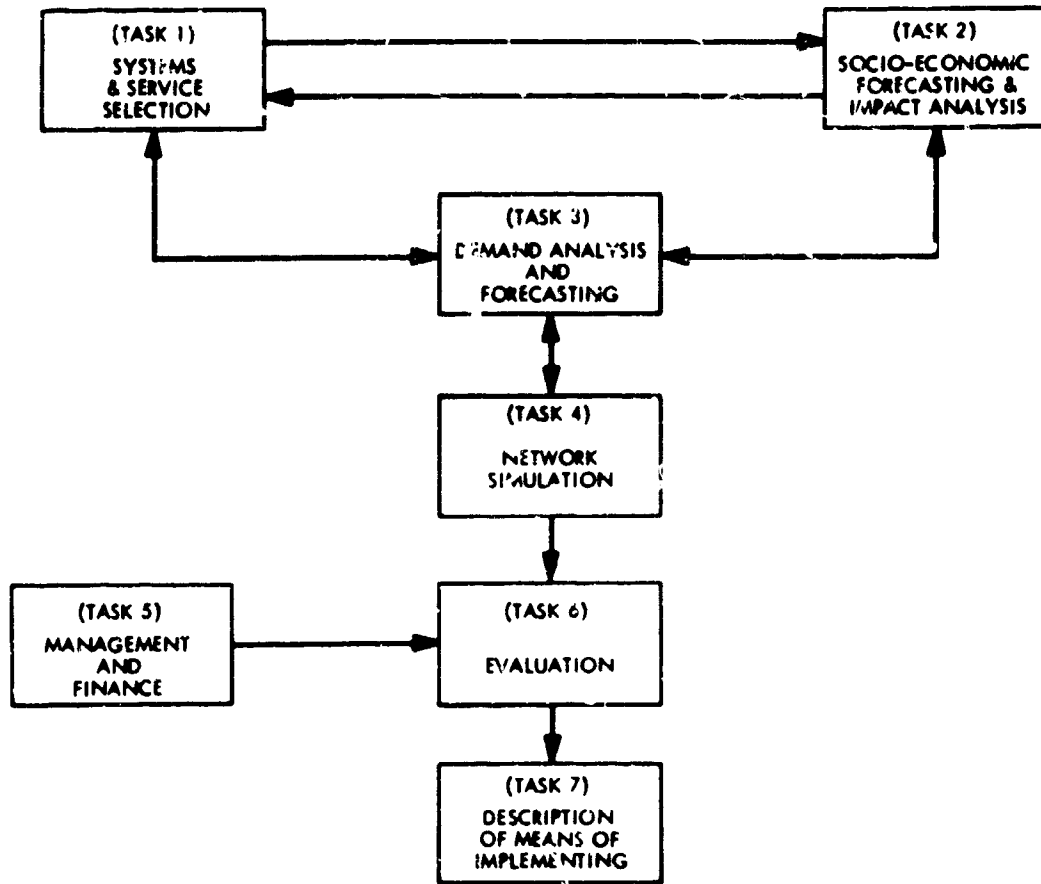 (TASK 1)
SYSTEMS
& SERVICE
SELECTION
(TASK 2)
SOCIO-ECONOMIC
FORECASTING &
IMPACT ANALYSIS
(TASK 3)
DEMAND ANALYSIS
AND
FORECASTING
(TASK 4)
NETWORK
SIMULATION
(TASK 5)
MANAGEMENT
AND
FINANCE
(TASK 6)
EVALUATION
(TASK 7)
DESCRIPTION
OF MEANS OF
IMPLEMENTING